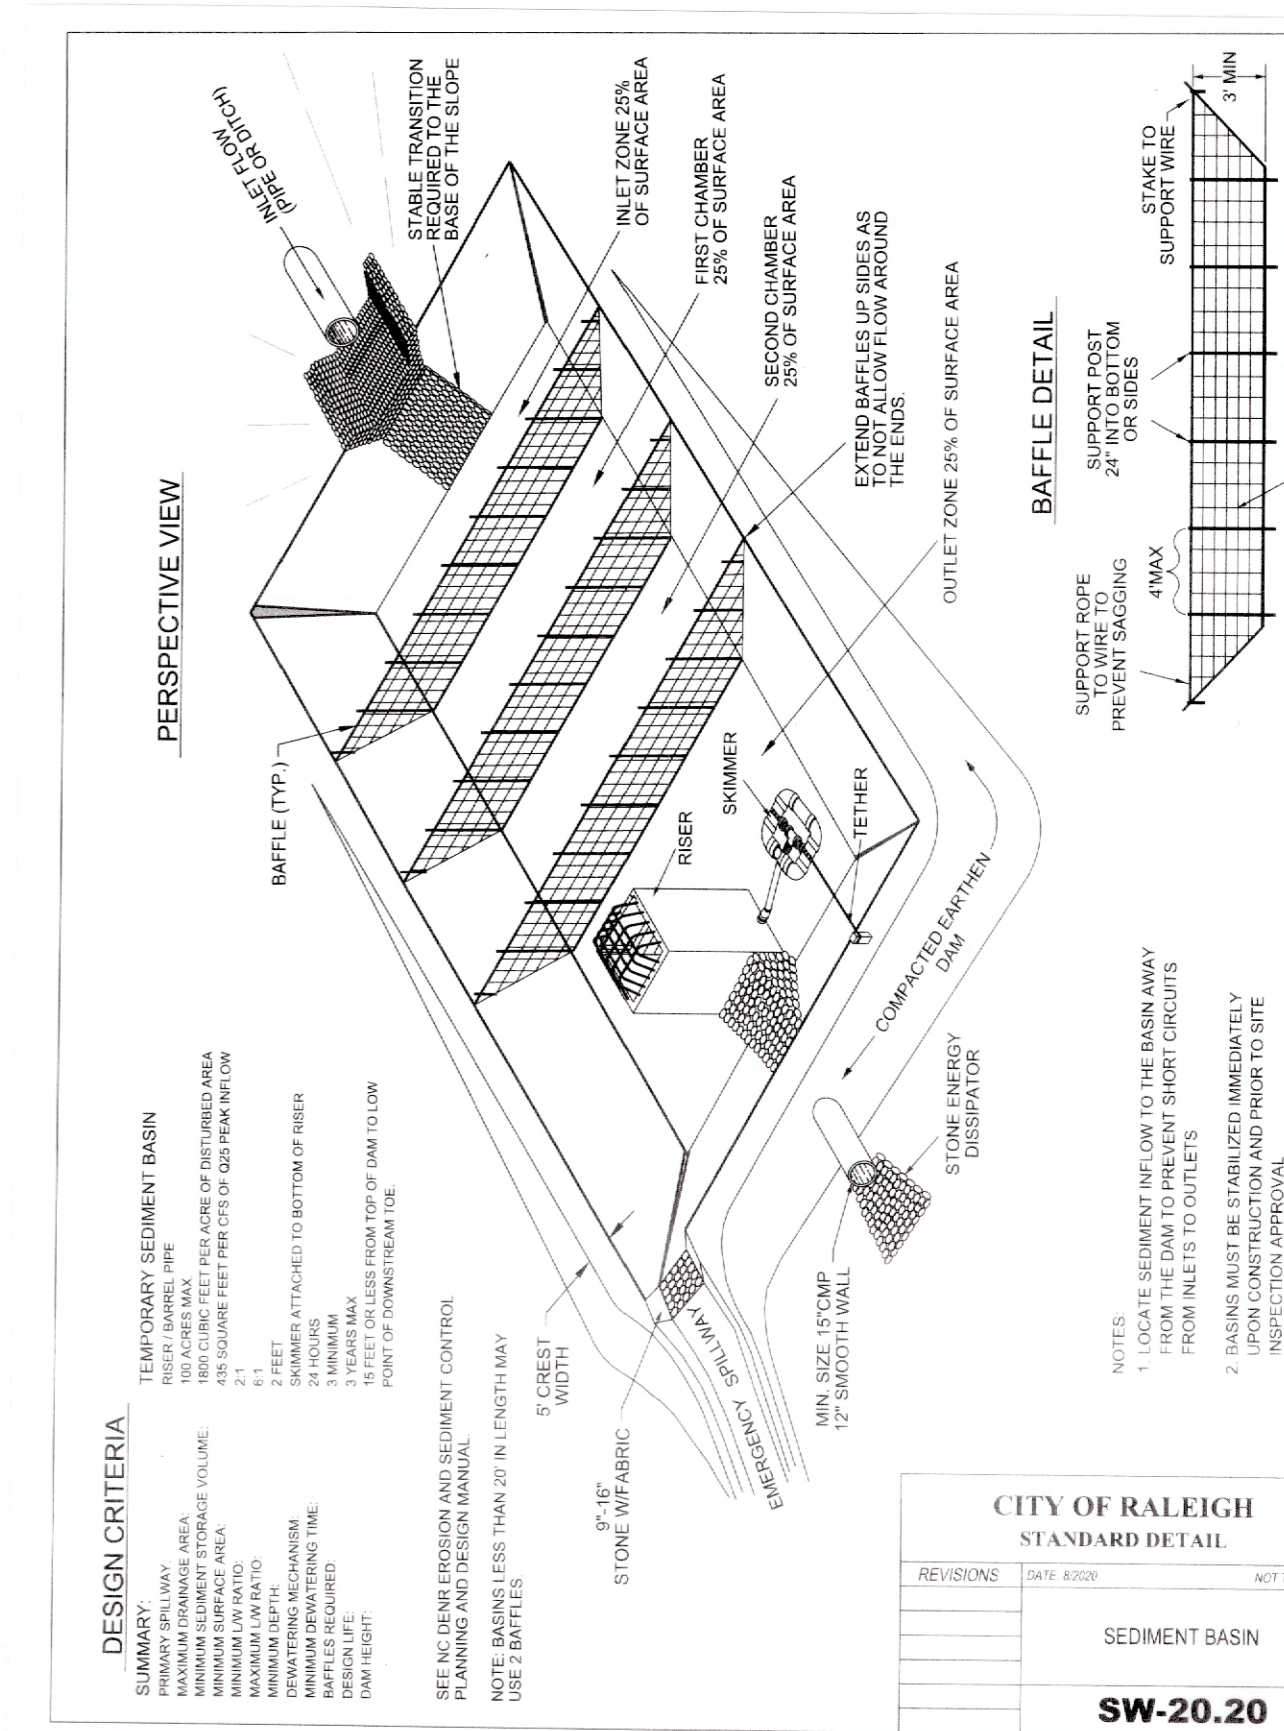 DESIGN CRITERIA
SUMMARY: TEMPORARY SEDIMENT BASIN
PRIMARY SPILLWAY: RISER / BARREL PIPE
MAXIMUM DRAINAGE AREA: 100 ACRES MAX.
MINIMUM SEDIMENT STORAGE VOLUME: 1800 CUBIC FEET PER ACRE OF DISTURBED AREA
MINIMUM SURFACE AREA: 435 SQUARE FEET PER CFS OF Q25 PEAK INFLOW
MINIMUM L/W RATIO: 2:1
MAXIMUM L/W RATIO: 6:1
MINIMUM DEPTH: 2 FEET
DEWATERING MECHANISM: SKIMMER ATTACHED TO BOTTOM OF RISER
MINIMUM DEWATERING TIME: 24 HOURS
BAFFLES REQUIRED: 3 MINIMUM
DESIGN LIFE: 3 YEARS MAX
DAM HEIGHT: 15 FEET OR LESS FROM TOP OF DAM TO LOW
POINT OF DOWNSTREAM TOE.
SEE NC DENR EROSION AND SEDIMENT CONTROL
PLANNING AND DESIGN MANUAL.
NOTE: BASINS LESS THAN 20' IN LENGTH MAY
USE 2 BAFFLES.
PERSPECTIVE VIEW
INLET FLOW
(PIPE OR DITCH)
STABLE TRANSITION
REQUIRED TO THE
BASE OF THE SLOPE
INLET ZONE 25%
OF SURFACE AREA
FIRST CHAMBER
25% OF SURFACE AREA
SECOND CHAMBER
25% OF SURFACE AREA
EXTEND BAFFLES UP SIDES AS
TO NOT ALLOW FLOW AROUND
THE ENDS.
OUTLET ZONE 25% OF SURFACE AREA
BAFFLE (TYP.)
RISER
SKIMMER
TETHER
COMPACTED EARTHEN
DAM
STONE ENERGY
DISSIPATOR
MIN. SIZE 15"CMP
12" SMOOTH WALL
5' CREST
WIDTH
9"-16"
STONE W/FABRIC
EMERGENCY SPILLWAY
BAFFLE DETAIL
SUPPORT ROPE
TO WIRE TO
PREVENT SAGGING
4'MAX
SUPPORT POST
24" INTO BOTTOM
OR SIDES
STAKE TO
SUPPORT WIRE
3' MIN
NOTES:
1. LOCATE SEDIMENT INFLOW TO THE BASIN AWAY
FROM THE DAM TO PREVENT SHORT CIRCUITS
FROM INLETS TO OUTLETS
2. BASINS MUST BE STABILIZED IMMEDIATELY
UPON CONSTRUCTION AND PRIOR TO SITE
INSPECTION APPROVAL
CITY OF RALEIGH
STANDARD DETAIL
REVISIONS
DATE: 8/2020 NOT
SEDIMENT BASIN
SW-20.20